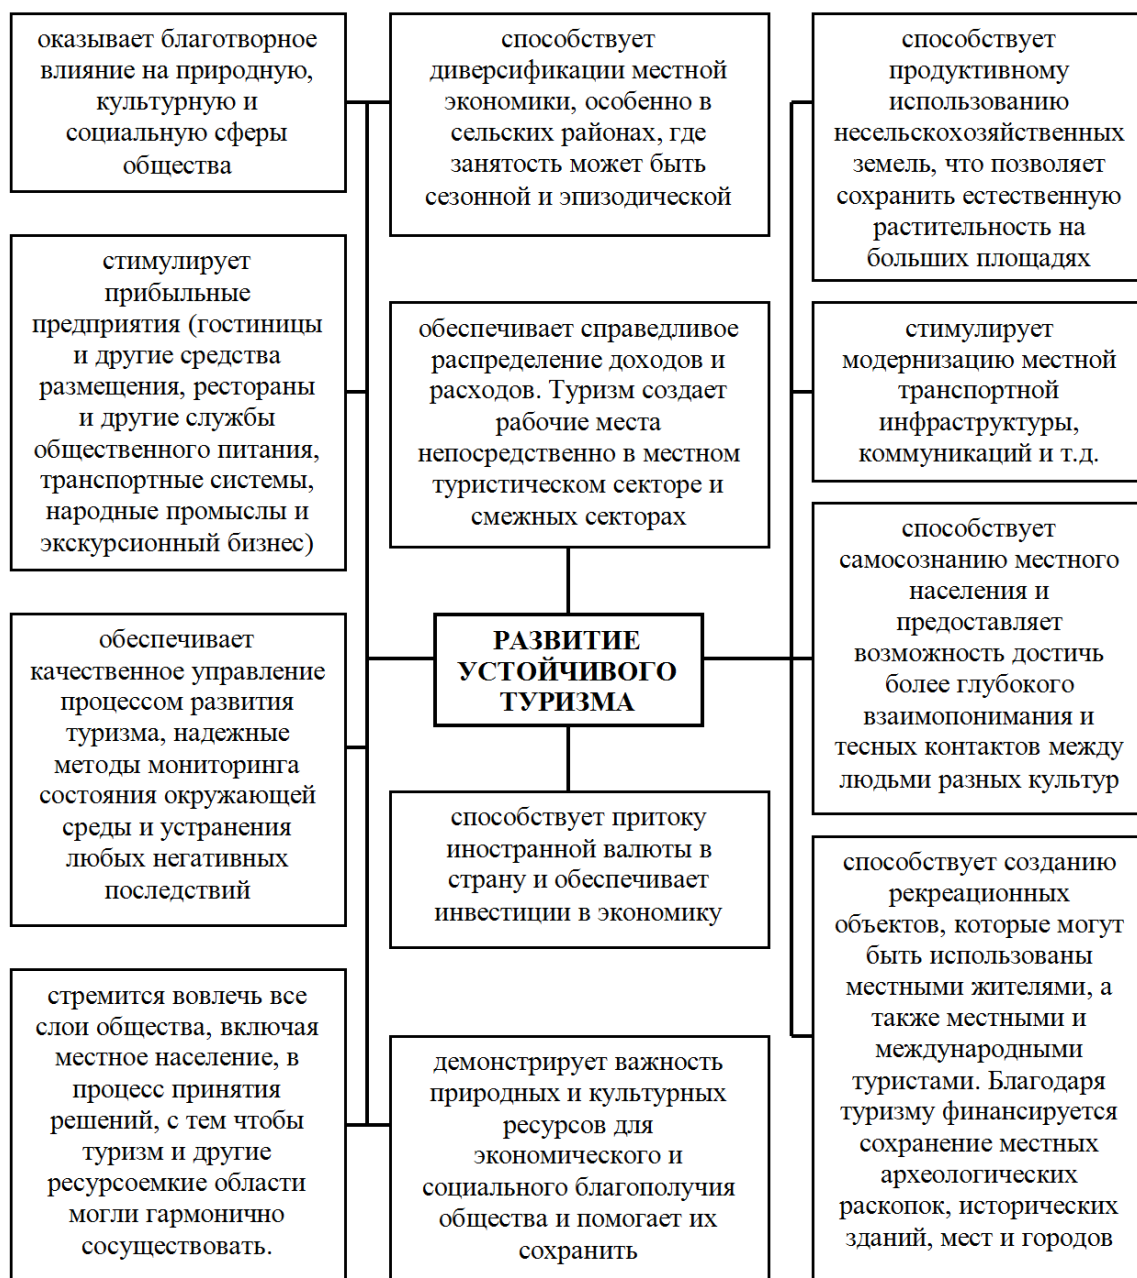 оказывает благотворное
влияние на природную,
культурную и
социальную сферы
общества
стимулирует
прибыльные
предприятия (гостиницы
и другие средства
размещения, рестораны
и другие службы
общественного питания,
транспортные системы,
народные промыслы и
экскурсионный бизнес)
обеспечивает
качественное управление
процессом развития
туризма, надежные
методы мониторинга
состояния окружающей
среды и устранения
любых негативных
последствий
стремится вовлечь все
слои общества, включая
местное население, в
процесс принятия
решений, с тем чтобы
туризм и другие
ресурсоемкие области
могли гармонично
сосуществовать.
способствует
диверсификации местной
экономики, особенно в
сельских районах, где
занятость может быть
сезонной и эпизодической
обеспечивает справедливое
распределение доходов и
расходов. Туризм создает
рабочие места
непосредственно в местном
туристическом секторе и
смежных секторах
РАЗВИТИЕ
УСТОЙЧИВОГО
ТУРИЗМА
способствует притоку
иностранной валюты в
страну и обеспечивает
инвестиции в экономику
демонстрирует важность
природных и культурных
ресурсов для
экономического и
социального благополучия
общества и помогает их
сохранить
способствует
продуктивному
использованию
несельскохозяйственных
земель, что позволяет
сохранить естественную
растительность на
больших площадях
стимулирует
модернизацию местной
транспортной
инфраструктуры,
коммуникаций и т.д.
способствует
самосознанию местного
населения и
предоставляет
возможность достичь
более глубокого
взаимопонимания и
тесных контактов между
людьми разных культур
способствует созданию
рекреационных
объектов, которые могут
быть использованы
местными жителями, а
также местными и
международными
туристами. Благодаря
туризму финансируется
сохранение местных
археологических
раскопок, исторических
зданий, мест и городов